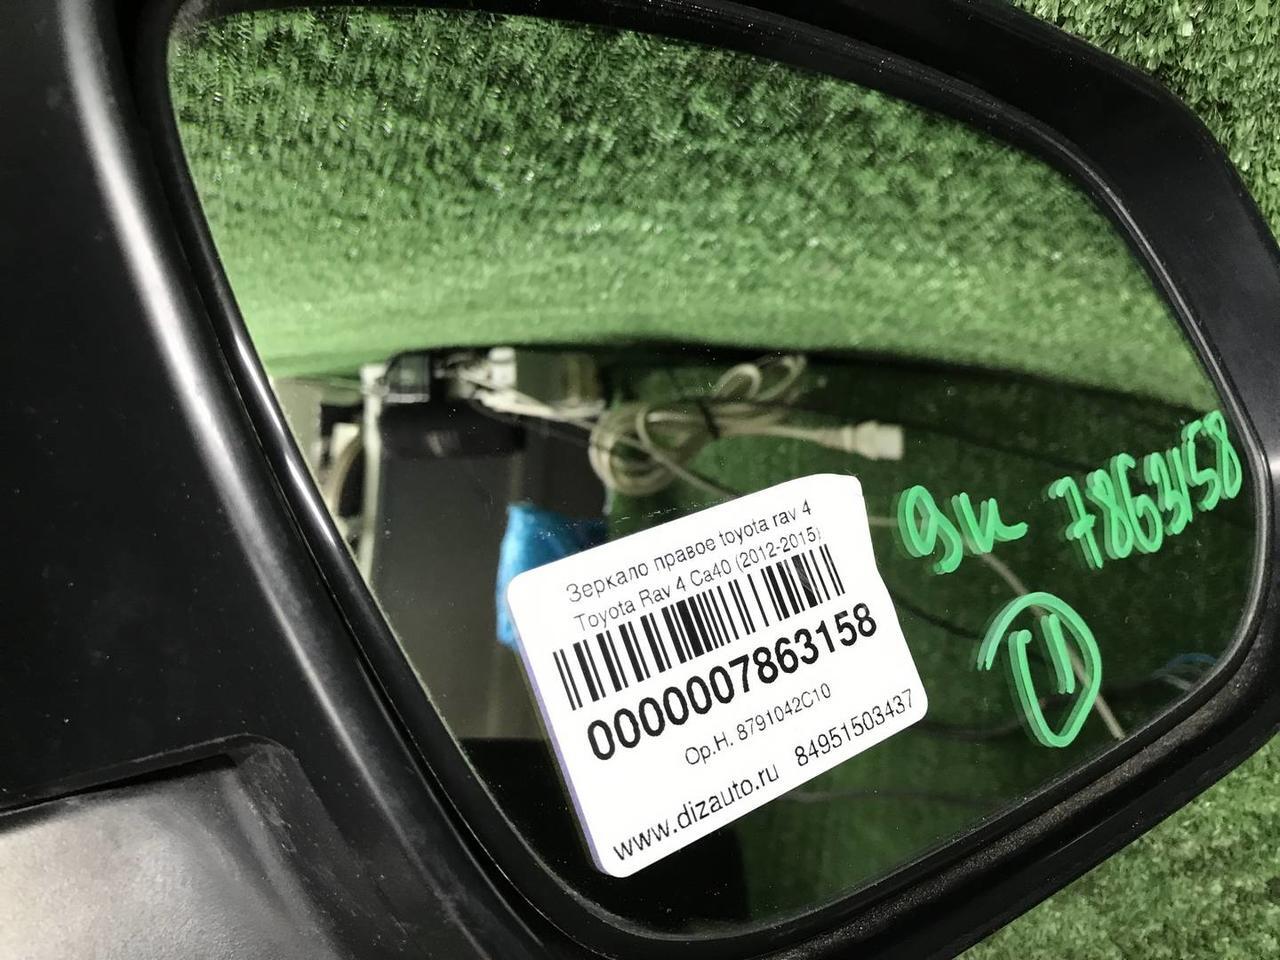 Зеркало правое toyota rav 4
Toyota Rav 4 Ca40 (2012-2015)
0000007863158
Ор.Н. 8791042C10
www.dizauto.ru 84951503437
9к 7863158
11